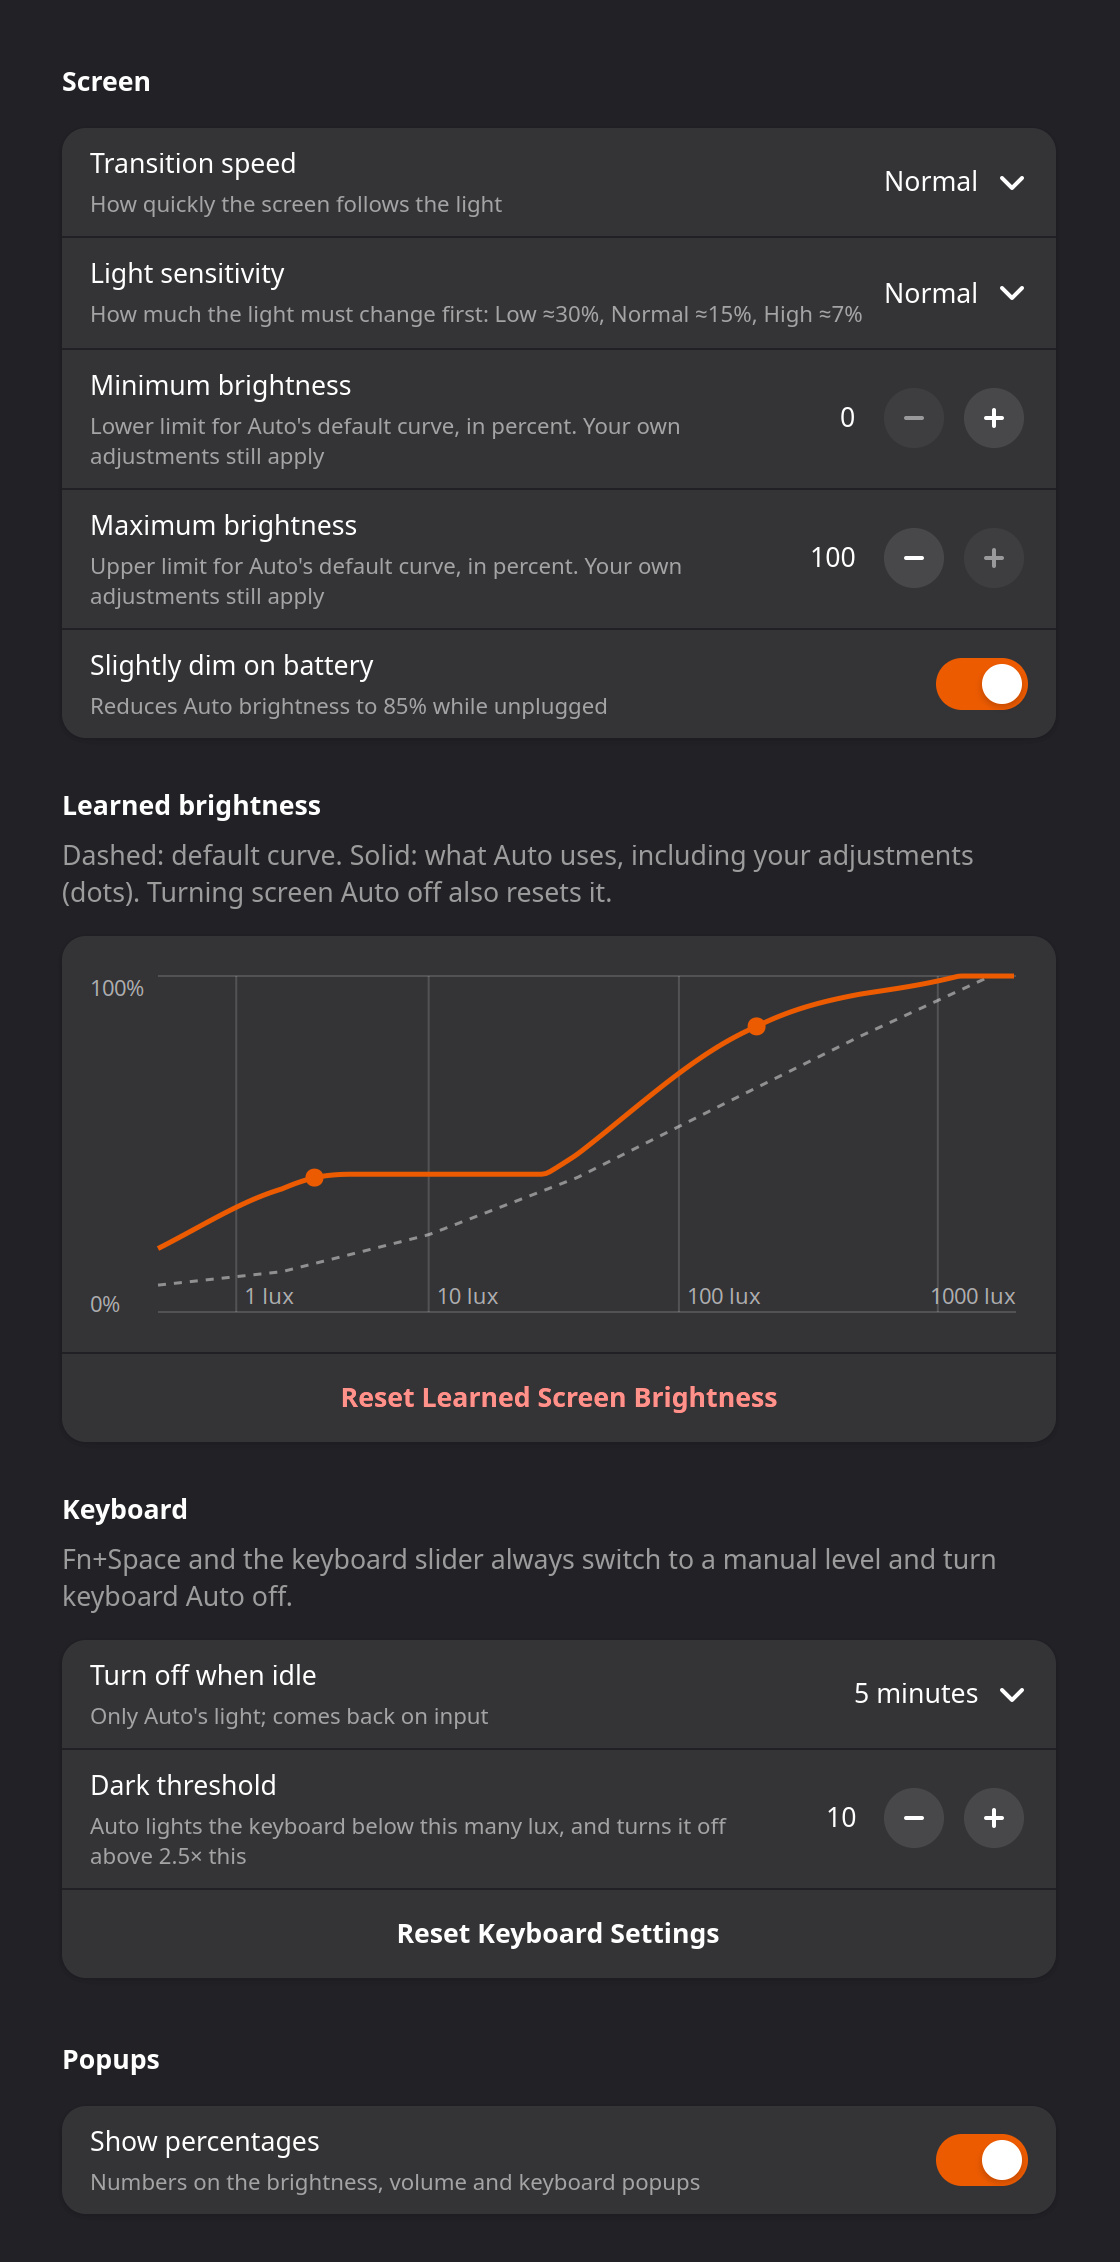 Screen
Transition speed
How quickly the screen follows the light
Normal
Light sensitivity
How much the light must change first: Low ≈30%, Normal ≈15%, High ≈7%
Normal
Minimum brightness
Lower limit for Auto's default curve, in percent. Your own
adjustments still apply
0
Maximum brightness
Upper limit for Auto's default curve, in percent. Your own
adjustments still apply
100
Slightly dim on battery
Reduces Auto brightness to 85% while unplugged
Learned brightness
Dashed: default curve. Solid: what Auto uses, including your adjustments
(dots). Turning screen Auto off also resets it.
100%
0%
1 lux
10 lux
100 lux
1000 lux
Reset Learned Screen Brightness
Keyboard
Fn+Space and the keyboard slider always switch to a manual level and turn
keyboard Auto off.
Turn off when idle
Only Auto's light; comes back on input
5 minutes
Dark threshold
Auto lights the keyboard below this many lux, and turns it off
above 2.5× this
10
Reset Keyboard Settings
Popups
Show percentages
Numbers on the brightness, volume and keyboard popups